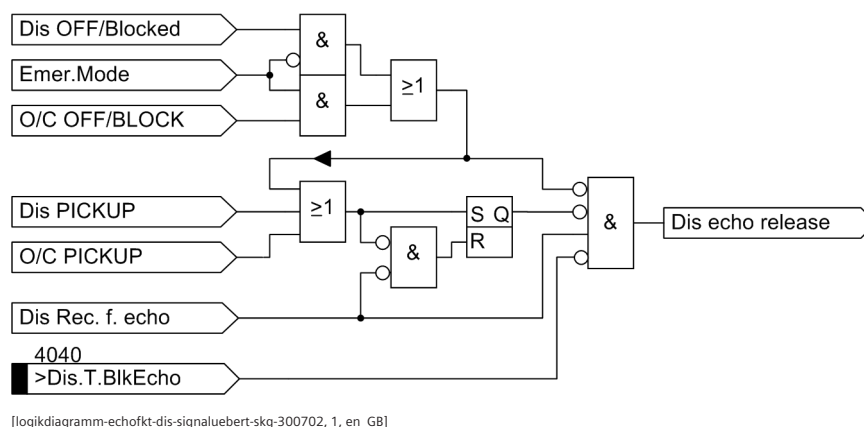 Dis OFF/Blocked
&
Emer.Mode
≥1
&
O/C OFF/BLOCK
Dis PICKUP
≥1
S Q
&
Dis echo release
R
&
O/C PICKUP
Dis Rec. f. echo
4040
>Dis.T.BlkEcho
[logikdiagramm-echofkt-dis-signaluebert-skg-300702, 1, en_GB]